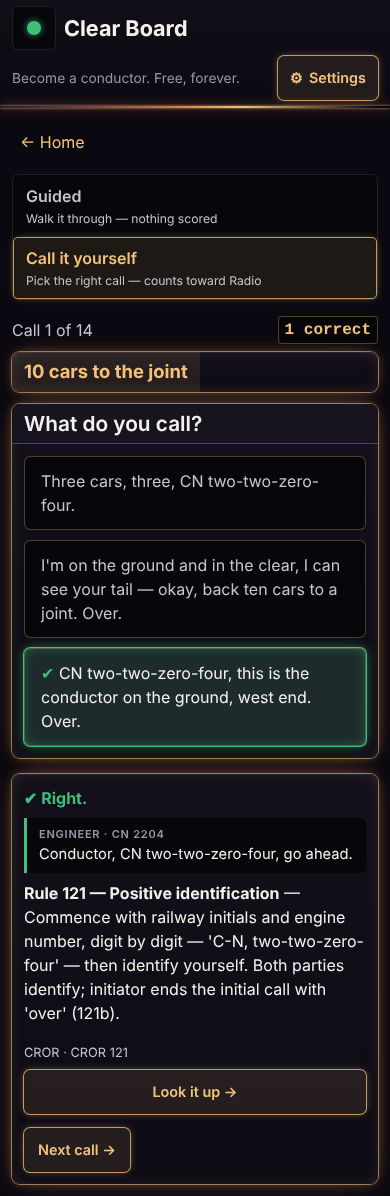 Clear Board
Become a conductor. Free, forever.
⚙ Settings
← Home
Guided
Walk it through — nothing scored
Call it yourself
Pick the right call — counts toward Radio
Call 1 of 14
1 correct
10 cars to the joint
What do you call?
Three cars, three, CN two-two-zero-
four.
I'm on the ground and in the clear, I can
see your tail — okay, back ten cars to a
joint. Over.
✔ CN two-two-zero-four, this is the
conductor on the ground, west end.
Over.
✔ Right.
ENGINEER · CN 2204
Conductor, CN two-two-zero-four, go ahead.
Rule 121 — Positive identification —
Commence with railway initials and engine
number, digit by digit — 'C-N, two-two-zero-
four' — then identify yourself. Both parties
identify; initiator ends the initial call with
'over' (121b).
CROR · CROR 121
Look it up →
Next call →